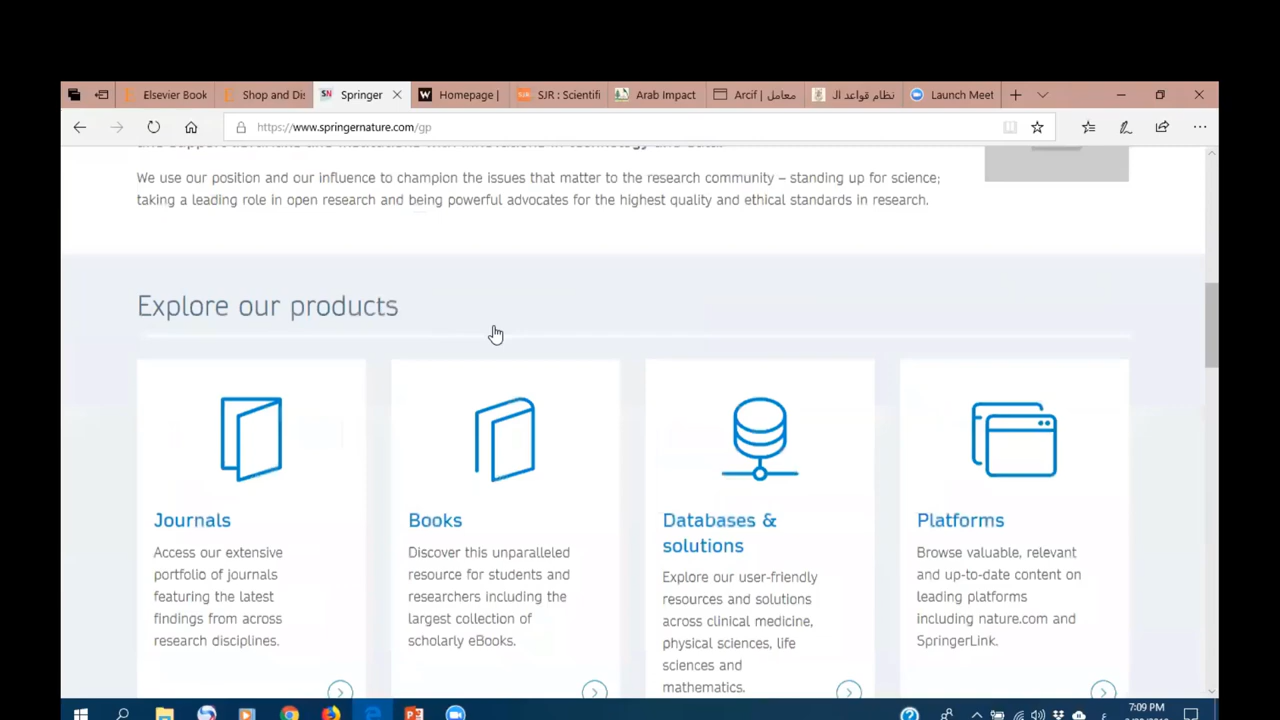 Elsevier Book
Shop and Dis
Springer
Homepage |
SJR : Scientifi
Arab Impact
Arcif | معامل
نظام قواعد ال
Launch Meet
https://www.springernature.com/gp
We use our position and our influence to champion the issues that matter to the research community – standing up for science;
taking a leading role in open research and being powerful advocates for the highest quality and ethical standards in research.
Explore our products
Journals
Access our extensive
portfolio of journals
featuring the latest
findings from across
research disciplines.
Books
Discover this unparalleled
resource for students and
researchers including the
largest collection of
scholarly eBooks.
Databases &
solutions
Explore our user-friendly
resources and solutions
across clinical medicine,
physical sciences, life
sciences and
mathematics.
Platforms
Browse valuable, relevant
and up-to-date content on
leading platforms
including nature.com and
SpringerLink.
7:09 PM